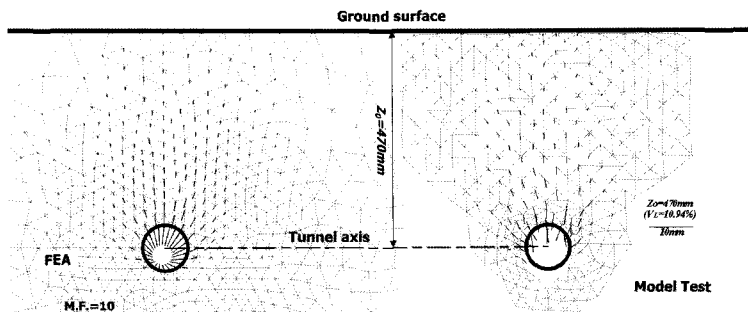 Ground surface
Z₀=470mm
Z₀=470mm
(V_L=10.94%)
10mm
Tunnel axis
FEA
Model Test
M.F.=10